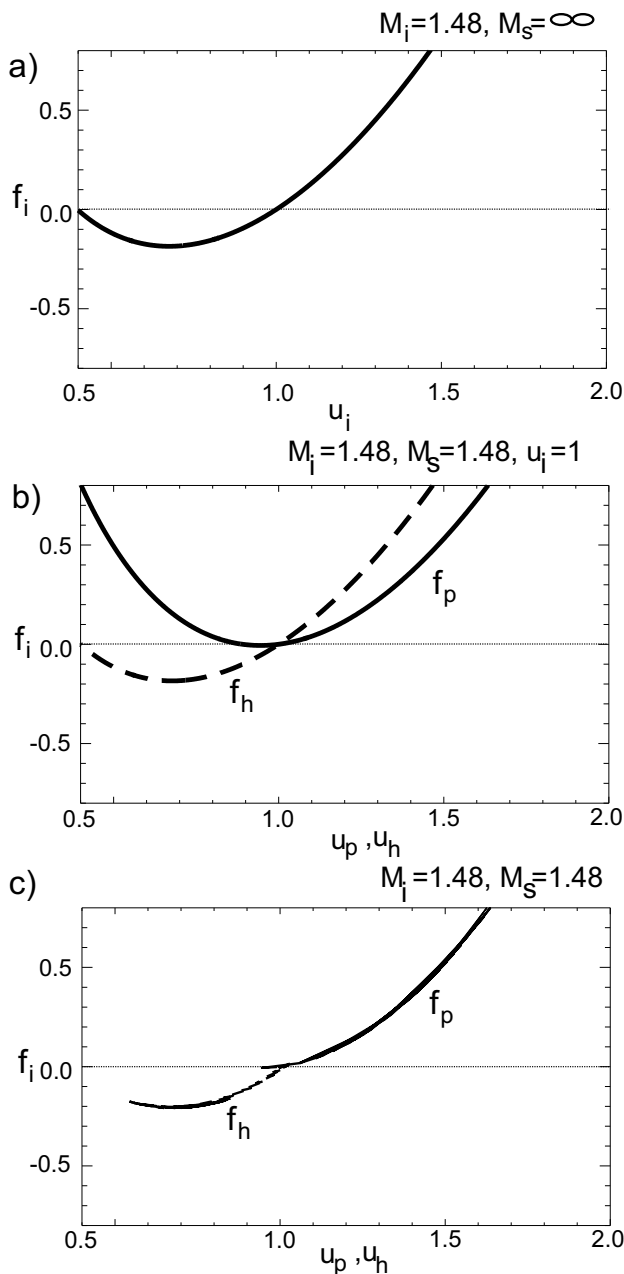 M_i=1.48, M_s=∞
a)
0.5
f_i 0.0
-0.5
0.5 1.0 1.5 2.0
u_i
M_i=1.48, M_s=1.48, u_i=1
b)
0.5
f_p
f_i 0.0
f_h
-0.5
0.5 1.0 1.5 2.0
u_p ,u_h
c)
M_i=1.48, M_s=1.48
0.5
f_p
f_i 0.0
f_h
-0.5
0.5 1.0 1.5 2.0
u_p ,u_h